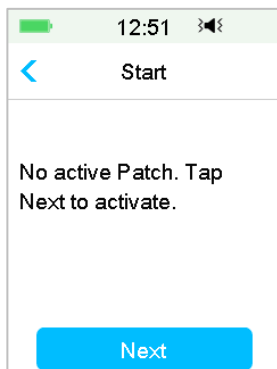 12:51
Start
No active Patch. Tap
Next to activate.
Next